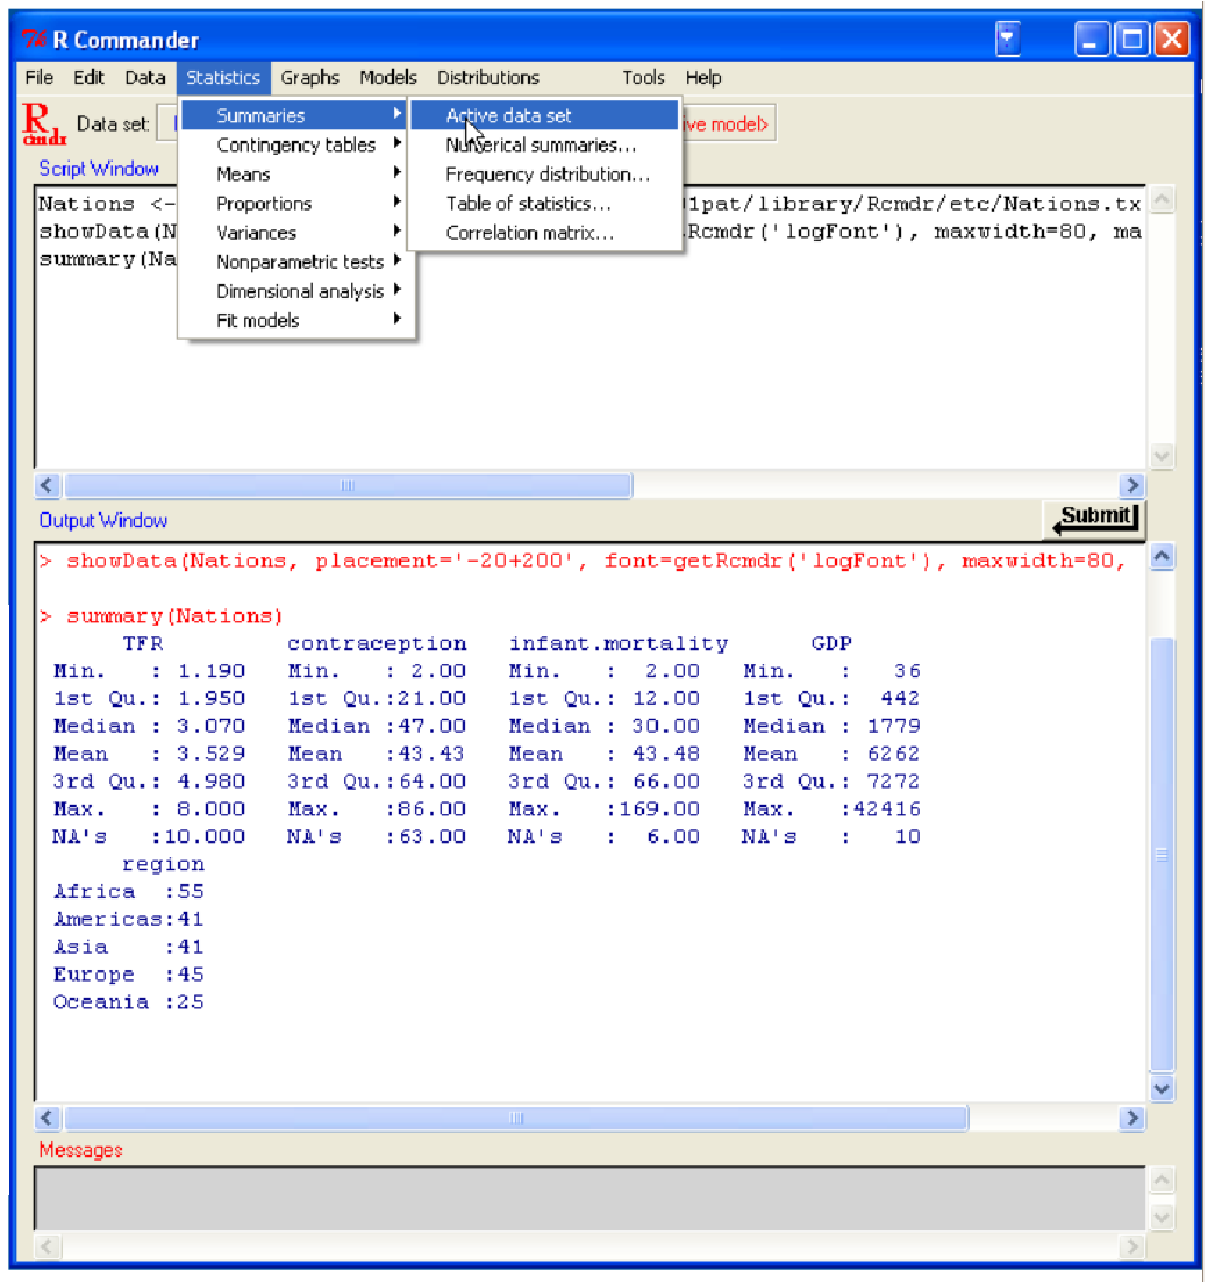 R Commander
File Edit Data Statistics Graphs Models Distributions Tools Help
R cmdr Data set: ive model>
Summaries
Contingency tables
Means
Proportions
Variances
Nonparametric tests
Dimensional analysis
Fit models
Active data set
Numerical summaries...
Frequency distribution...
Table of statistics...
Correlation matrix...
Script Window
Nations <- 1pat/library/Rcmdr/etc/Nations.tx
showData(N Rcmdr('logFont'), maxwidth=80, ma
summary(Na
Output Window Submit
> showData(Nations, placement='-20+200', font=getRcmdr('logFont'), maxwidth=80,
> summary(Nations)
TFR contraception infant.mortality GDP
Min. : 1.190 Min. : 2.00 Min. : 2.00 Min. : 36
1st Qu.: 1.950 1st Qu.:21.00 1st Qu.: 12.00 1st Qu.: 442
Median : 3.070 Median :47.00 Median : 30.00 Median : 1779
Mean : 3.529 Mean :43.43 Mean : 43.48 Mean : 6262
3rd Qu.: 4.980 3rd Qu.:64.00 3rd Qu.: 66.00 3rd Qu.: 7272
Max. : 8.000 Max. :86.00 Max. :169.00 Max. :42416
NA's :10.000 NA's :63.00 NA's : 6.00 NA's : 10
region
Africa :55
Americas:41
Asia :41
Europe :45
Oceania :25
Messages